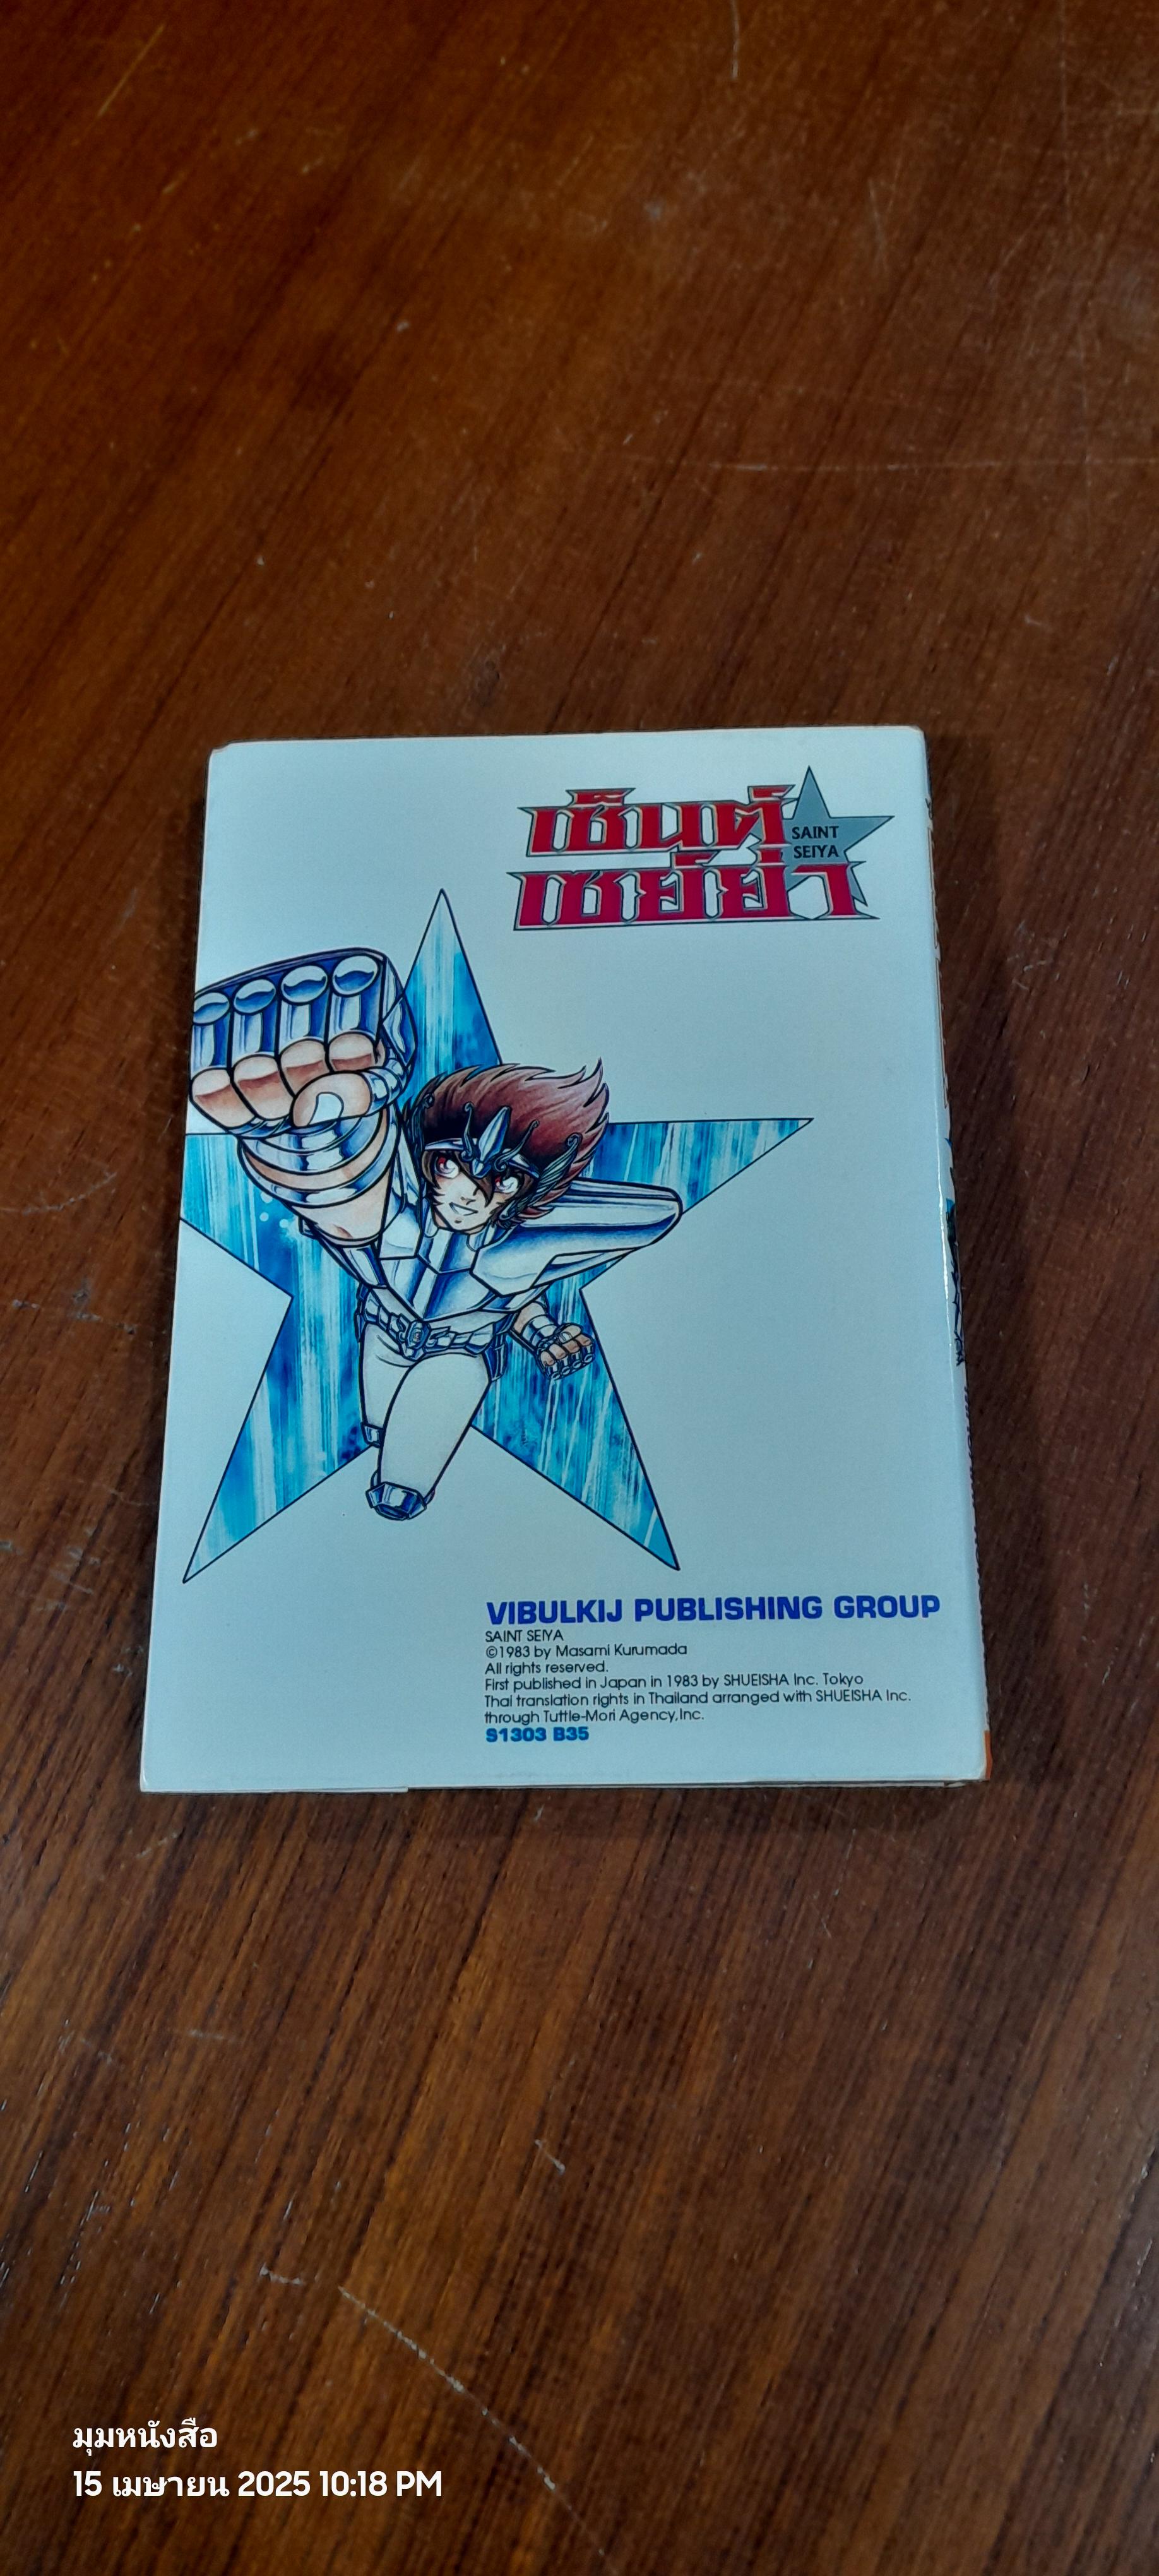 เซ็นต์
เซย์ย่า
SAINT
SEIYA
VIBULKIJ PUBLISHING GROUP
SAINT SEIYA
©1983 by Masami Kurumada
All rights reserved.
First published in Japan in 1983 by SHUEISHA Inc. Tokyo
Thai translation rights in Thailand arranged with SHUEISHA Inc.
through Tuttle-Mori Agency,Inc.
S1303 B35
มุมหนังสือ
15 เมษายน 2025 10:18 PM